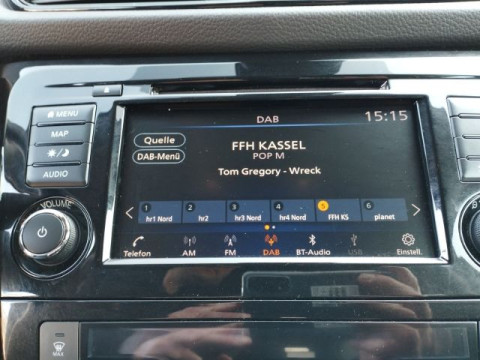 MENU
MAP
AUDIO
VOLUME
MAX
DAB 15:15
Quelle
DAB-Menü
FFH KASSEL
POP M
Tom Gregory - Wreck
1 2 3 4 5 6
hr1 Nord hr2 hr3 Nord hr4 Nord FFH KS planet
Telefon AM FM DAB BT-Audio USB Einstell.